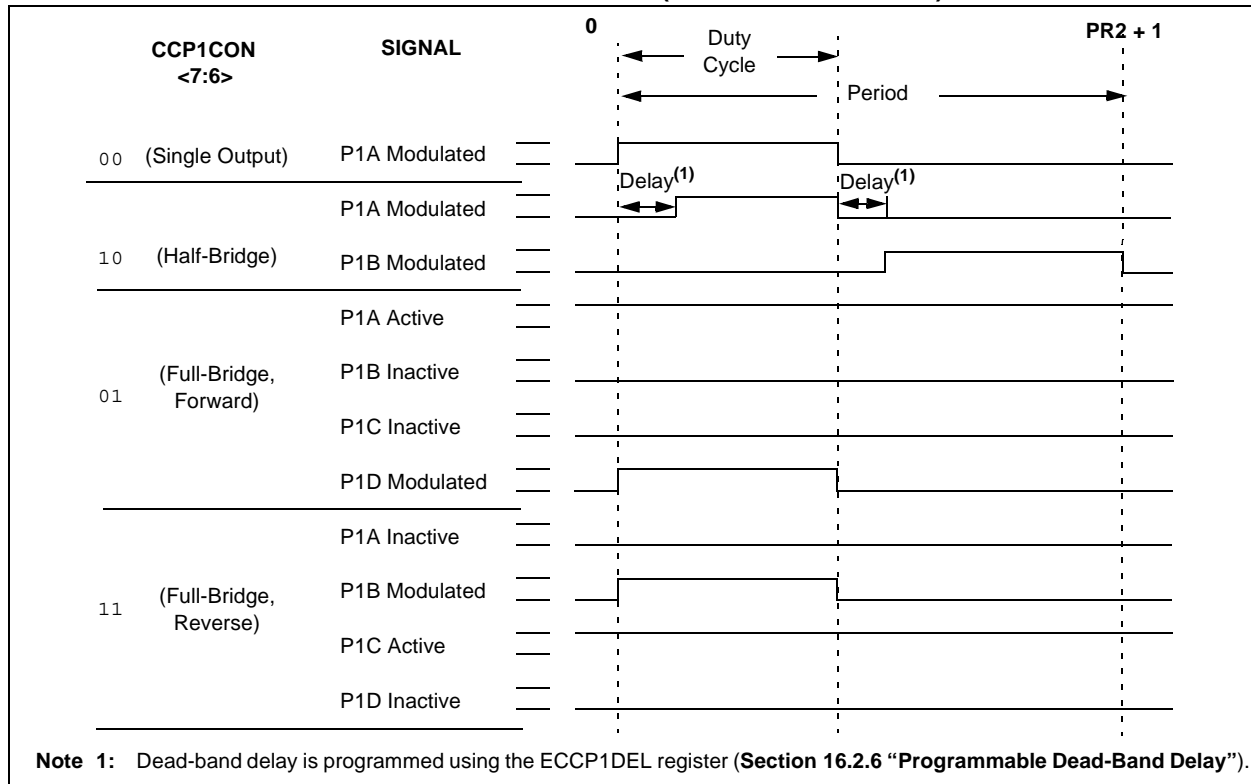 0
PR2 + 1
CCP1CON
<7:6>
SIGNAL
Duty
Cycle
Period
00 (Single Output) P1A Modulated
Delay(1) Delay(1)
P1A Modulated
10 (Half-Bridge) P1B Modulated
P1A Active
01 (Full-Bridge, Forward) P1B Inactive
P1C Inactive
P1D Modulated
P1A Inactive
11 (Full-Bridge, Reverse) P1B Modulated
P1C Active
P1D Inactive
Note 1: Dead-band delay is programmed using the ECCP1DEL register (Section 16.2.6 “Programmable Dead-Band Delay”).